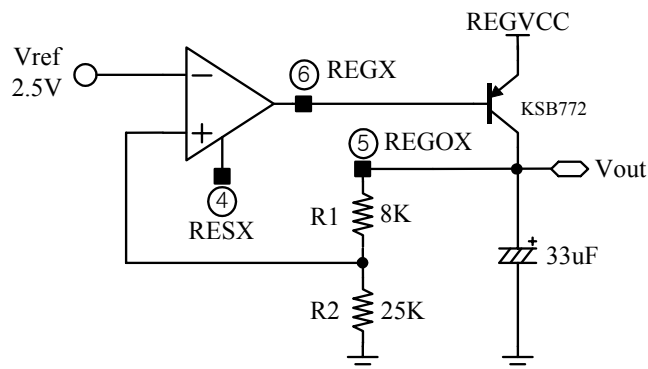 REGVCC
Vref
2.5V
−
+
⑥ REGX
KSB772
⑤ REGOX
Vout
④
RESX
R1
8K
+
33uF
R2
25K